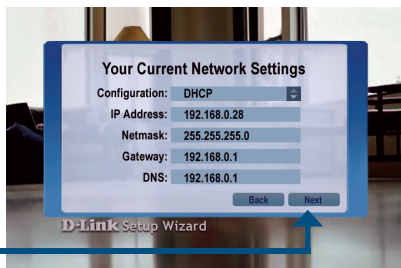 Your Current Network Settings
Configuration: DHCP
IP Address: 192.168.0.28
Netmask: 255.255.255.0
Gateway: 192.168.0.1
DNS: 192.168.0.1
Back Next
D-Link Setup Wizard